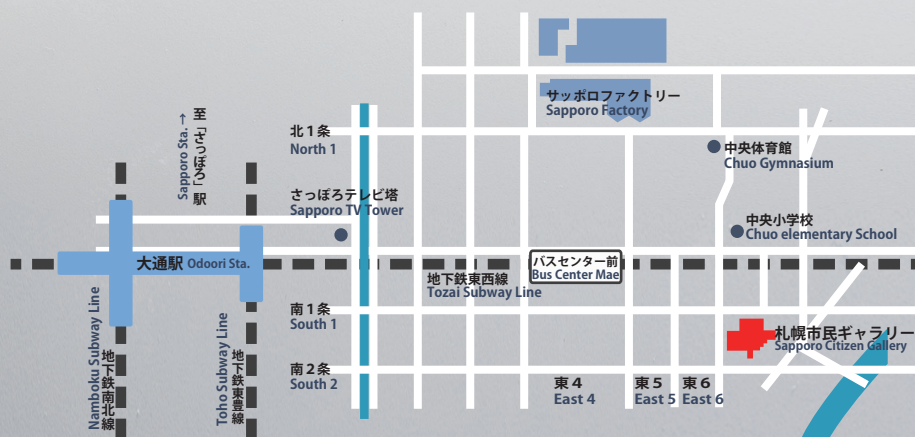 サッポロファクトリー
Sapporo Factory
至「さっぽろ」駅
Sapporo Sta. →
北1条
North 1
中央体育館
Chuo Gymnasium
さっぽろテレビ塔
Sapporo TV Tower
中央小学校
Chuo elementary School
大通駅 Odoori Sta.
バスセンター前
Bus Center Mae
地下鉄東西線
Tozai Subway Line
Namboku Subway Line
地下鉄南北線
Toho Subway Line
地下鉄東豊線
南1条
South 1
札幌市民ギャラリー
Sapporo Citizen Gallery
南2条
South 2
東4
East 4
東5
East 5
東6
East 6